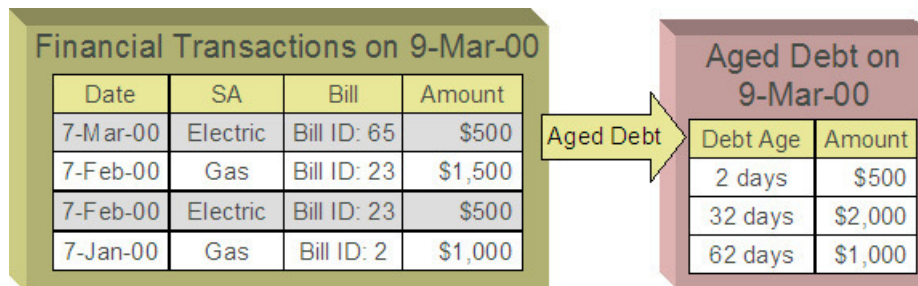 Financial Transactions on 9-Mar-00
Date SA Bill Amount
7-Mar-00 Electric Bill ID: 65 $500
7-Feb-00 Gas Bill ID: 23 $1,500
7-Feb-00 Electric Bill ID: 23 $500
7-Jan-00 Gas Bill ID: 2 $1,000
Aged Debt
Aged Debt on
9-Mar-00
Debt Age Amount
2 days $500
32 days $2,000
62 days $1,000